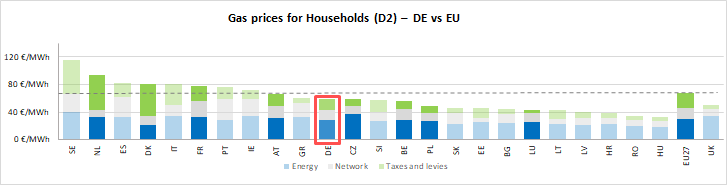 Gas prices for Households (D2) – DE vs EU
120 €/MWh
80 €/MWh
40 €/MWh
0 €/MWh
SE NL ES DK IT FR PT IE AT GR DE CZ SI BE PL SK EE BG LU LT LV HR RO HU EU27 UK
Energy Network Taxes and levies